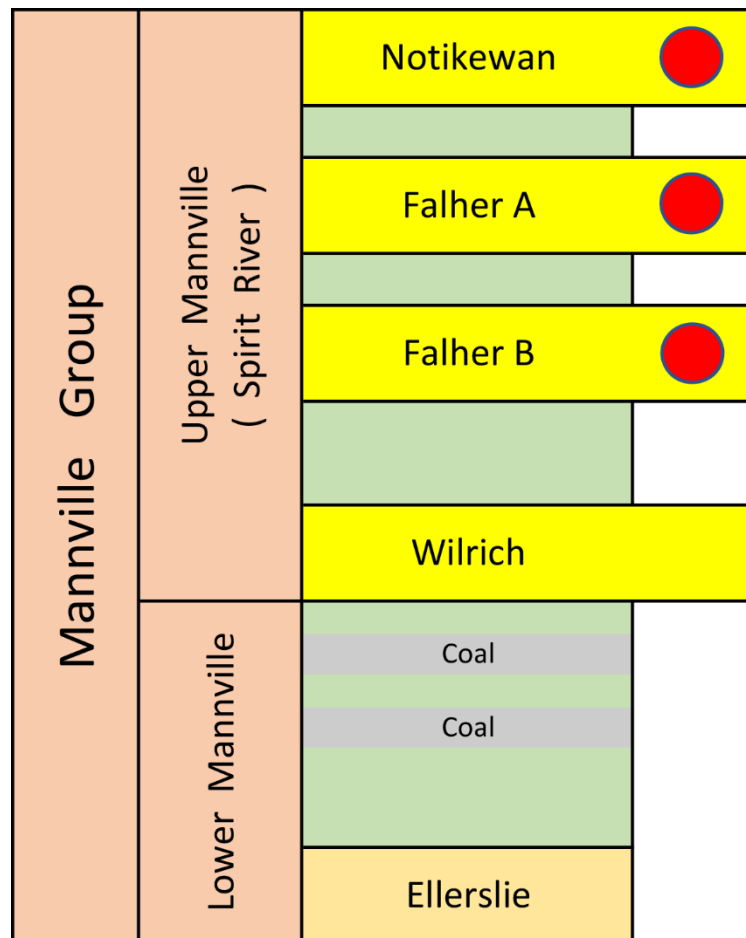 Mannville Group
Upper Mannville
( Spirit River )
Notikewan
Falher A
Falher B
Wilrich
Lower Mannville
Coal
Coal
Ellerslie